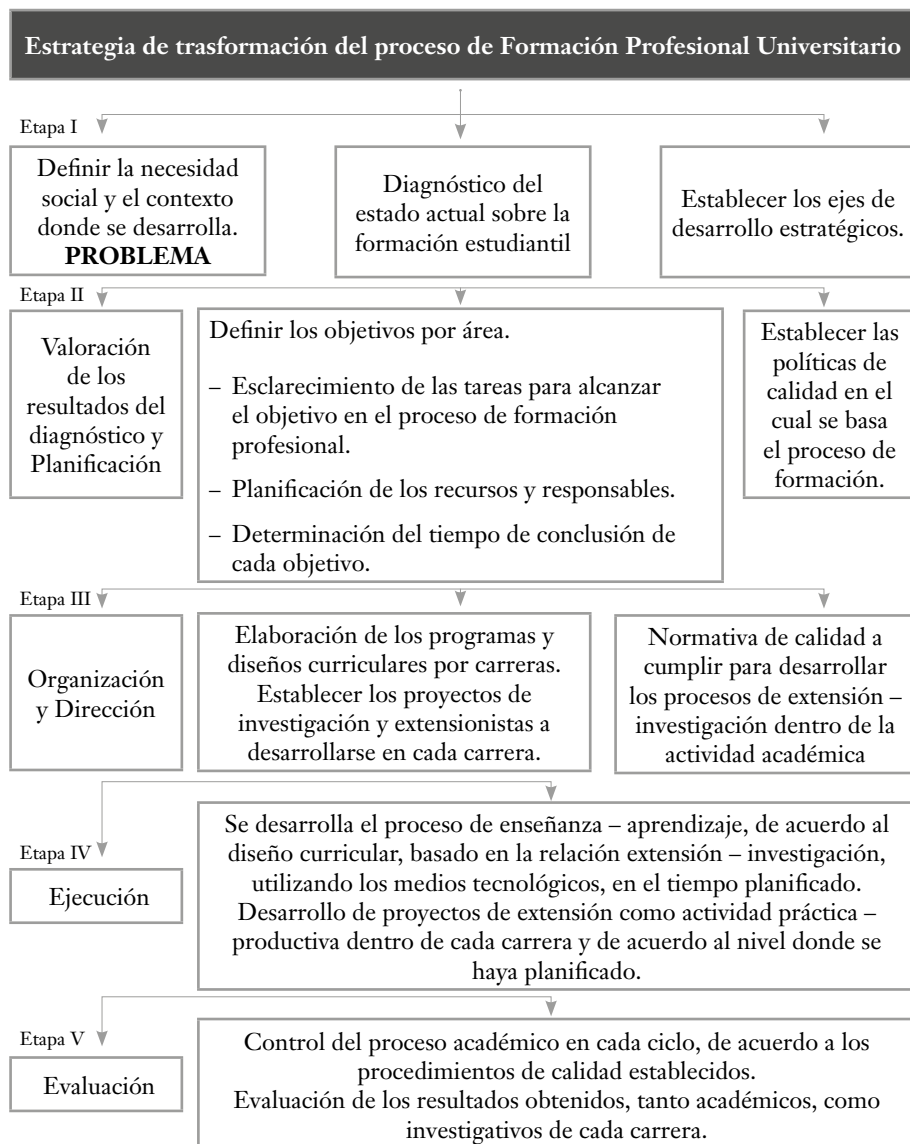 Estrategia de trasformación del proceso de Formación Profesional Universitario
Etapa I
Definir la necesidad
social y el contexto
donde se desarrolla.
PROBLEMA
Diagnóstico del
estado actual sobre la
formación estudiantil
Establecer los ejes de
desarrollo estratégicos.
Etapa II
Valoración
de los
resultados del
diagnóstico y
Planificación
Definir los objetivos por área.
– Esclarecimiento de las tareas para alcanzar
el objetivo en el proceso de formación
profesional.
– Planificación de los recursos y responsables.
– Determinación del tiempo de conclusión de
cada objetivo.
Establecer las
políticas de
calidad en el
cual se basa
el proceso de
formación.
Etapa III
Organización
y Dirección
Elaboración de los programas y
diseños curriculares por carreras.
Establecer los proyectos de
investigación y extensionistas a
desarrollarse en cada carrera.
Normativa de calidad a
cumplir para desarrollar
los procesos de extensión –
investigación dentro de la
actividad académica
Etapa IV
Ejecución
Se desarrolla el proceso de enseñanza – aprendizaje, de acuerdo al
diseño curricular, basado en la relación extensión – investigación,
utilizando los medios tecnológicos, en el tiempo planificado.
Desarrollo de proyectos de extensión como actividad práctica –
productiva dentro de cada carrera y de acuerdo al nivel donde se
haya planificado.
Etapa V
Evaluación
Control del proceso académico en cada ciclo, de acuerdo a los
procedimientos de calidad establecidos.
Evaluación de los resultados obtenidos, tanto académicos, como
investigativos de cada carrera.